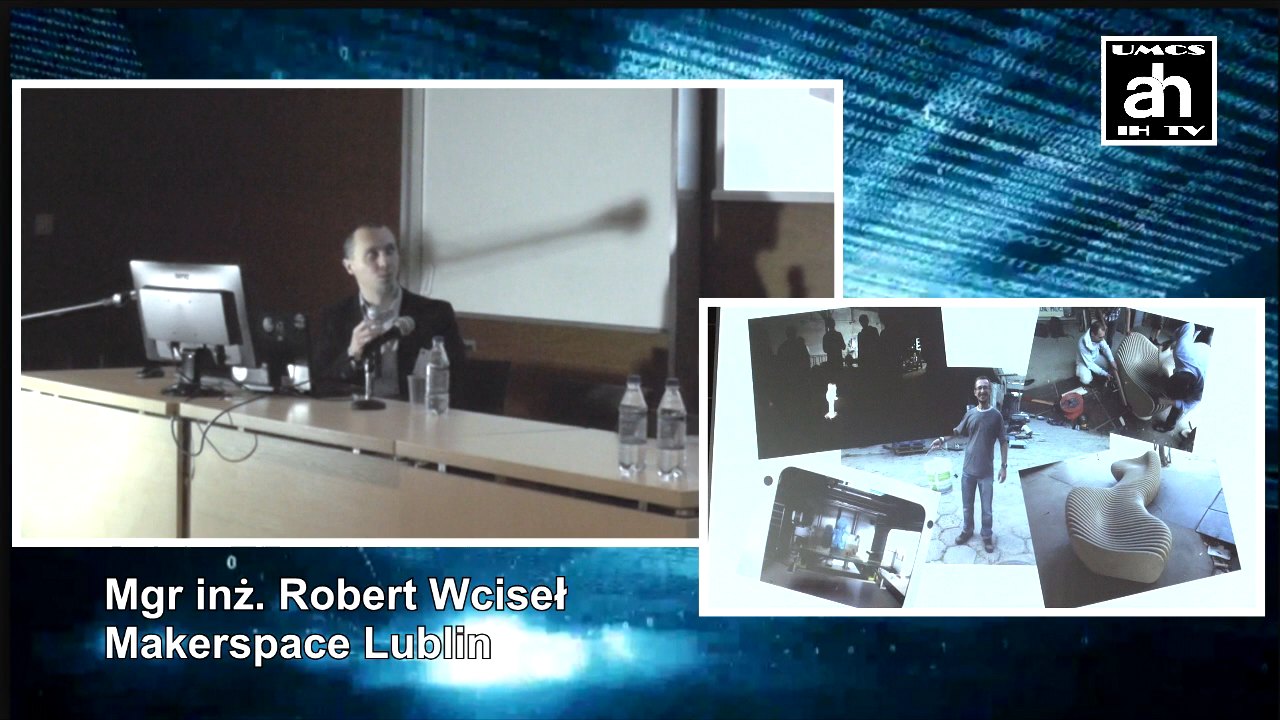 UMCS
ah
IH TV
Mgr inż. Robert Wciseł
Makerspace Lublin